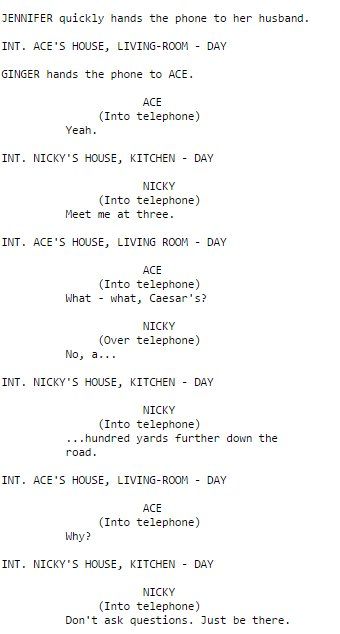 JENNIFER quickly hands the phone to her husband.
INT. ACE'S HOUSE, LIVING-ROOM - DAY
GINGER hands the phone to ACE.
ACE
(Into telephone)
Yeah.
INT. NICKY'S HOUSE, KITCHEN - DAY
NICKY
(Into telephone)
Meet me at three.
INT. ACE'S HOUSE, LIVING ROOM - DAY
ACE
(Into telephone)
What - what, Caesar's?
NICKY
(Over telephone)
No, a...
INT. NICKY'S HOUSE, KITCHEN - DAY
NICKY
(Into telephone)
...hundred yards further down the
road.
INT. ACE'S HOUSE, LIVING-ROOM - DAY
ACE
(Into telephone)
Why?
INT. NICKY'S HOUSE, KITCHEN - DAY
NICKY
(Into telephone)
Don't ask questions. Just be there.